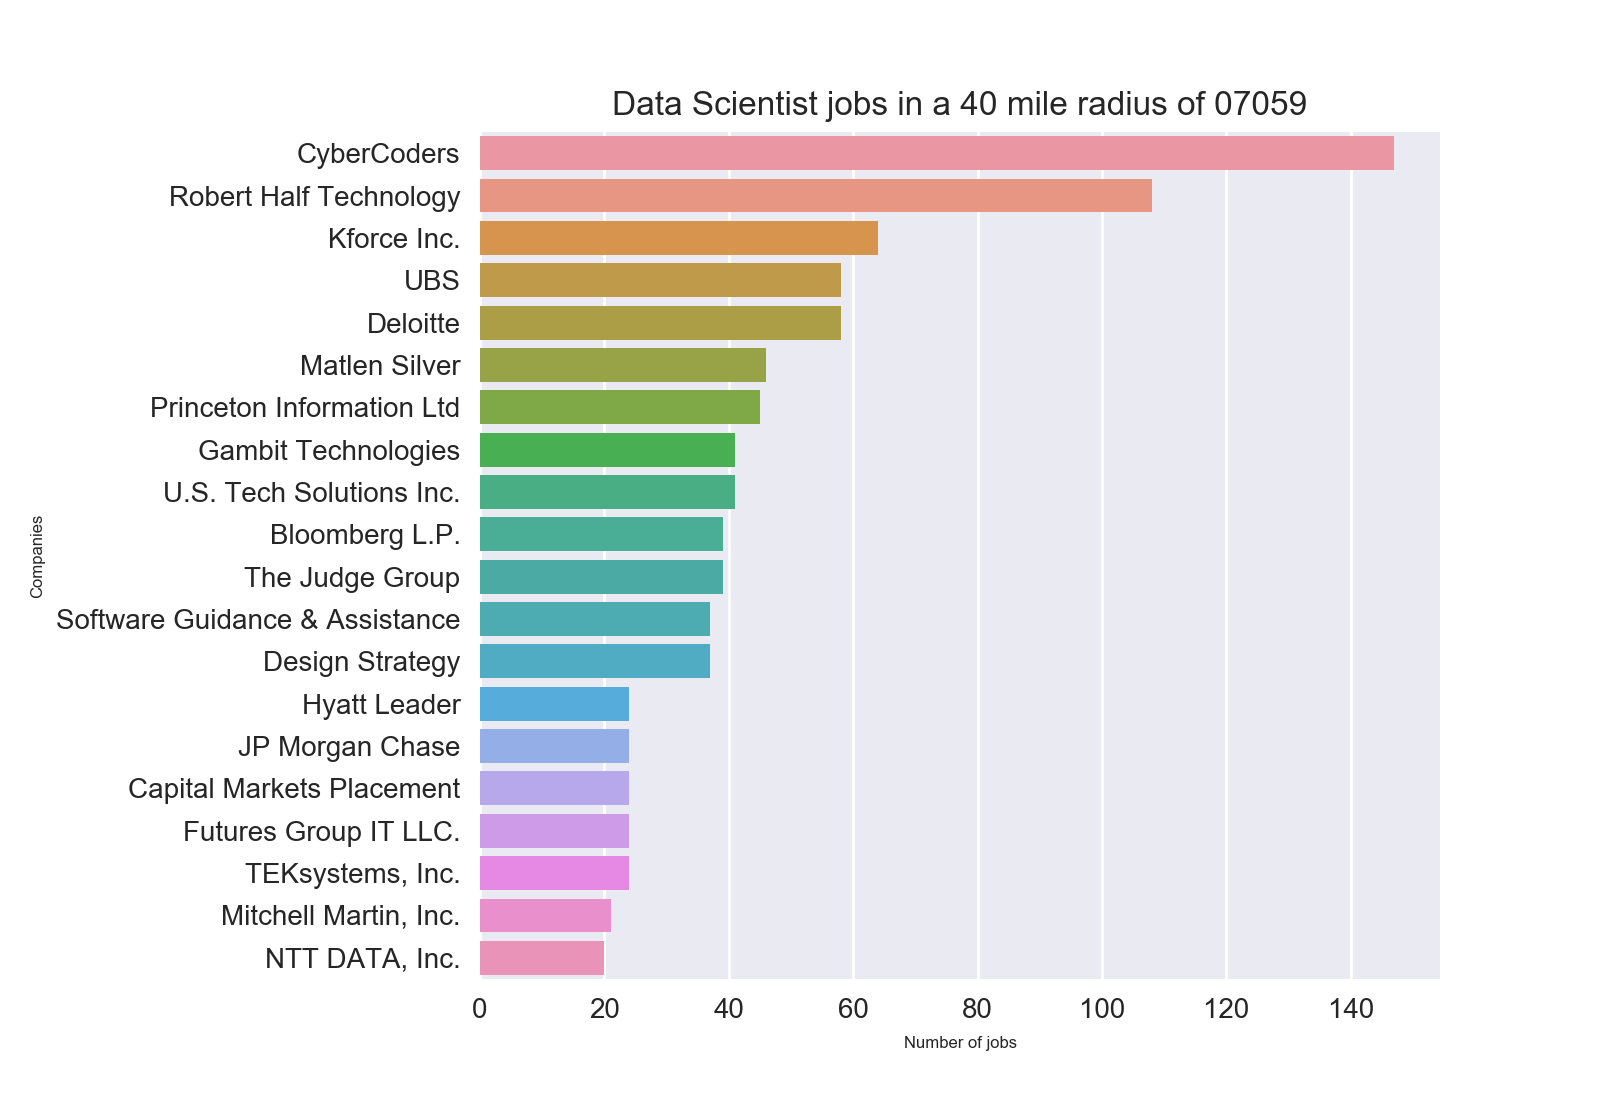 Data Scientist jobs in a 40 mile radius of 07059
CyberCoders
Robert Half Technology
Kforce Inc.
UBS
Deloitte
Matlen Silver
Princeton Information Ltd
Gambit Technologies
U.S. Tech Solutions Inc.
Bloomberg L.P.
The Judge Group
Software Guidance & Assistance
Design Strategy
Hyatt Leader
JP Morgan Chase
Capital Markets Placement
Futures Group IT LLC.
TEKsystems, Inc.
Mitchell Martin, Inc.
NTT DATA, Inc.
Companies
0 20 40 60 80 100 120 140
Number of jobs